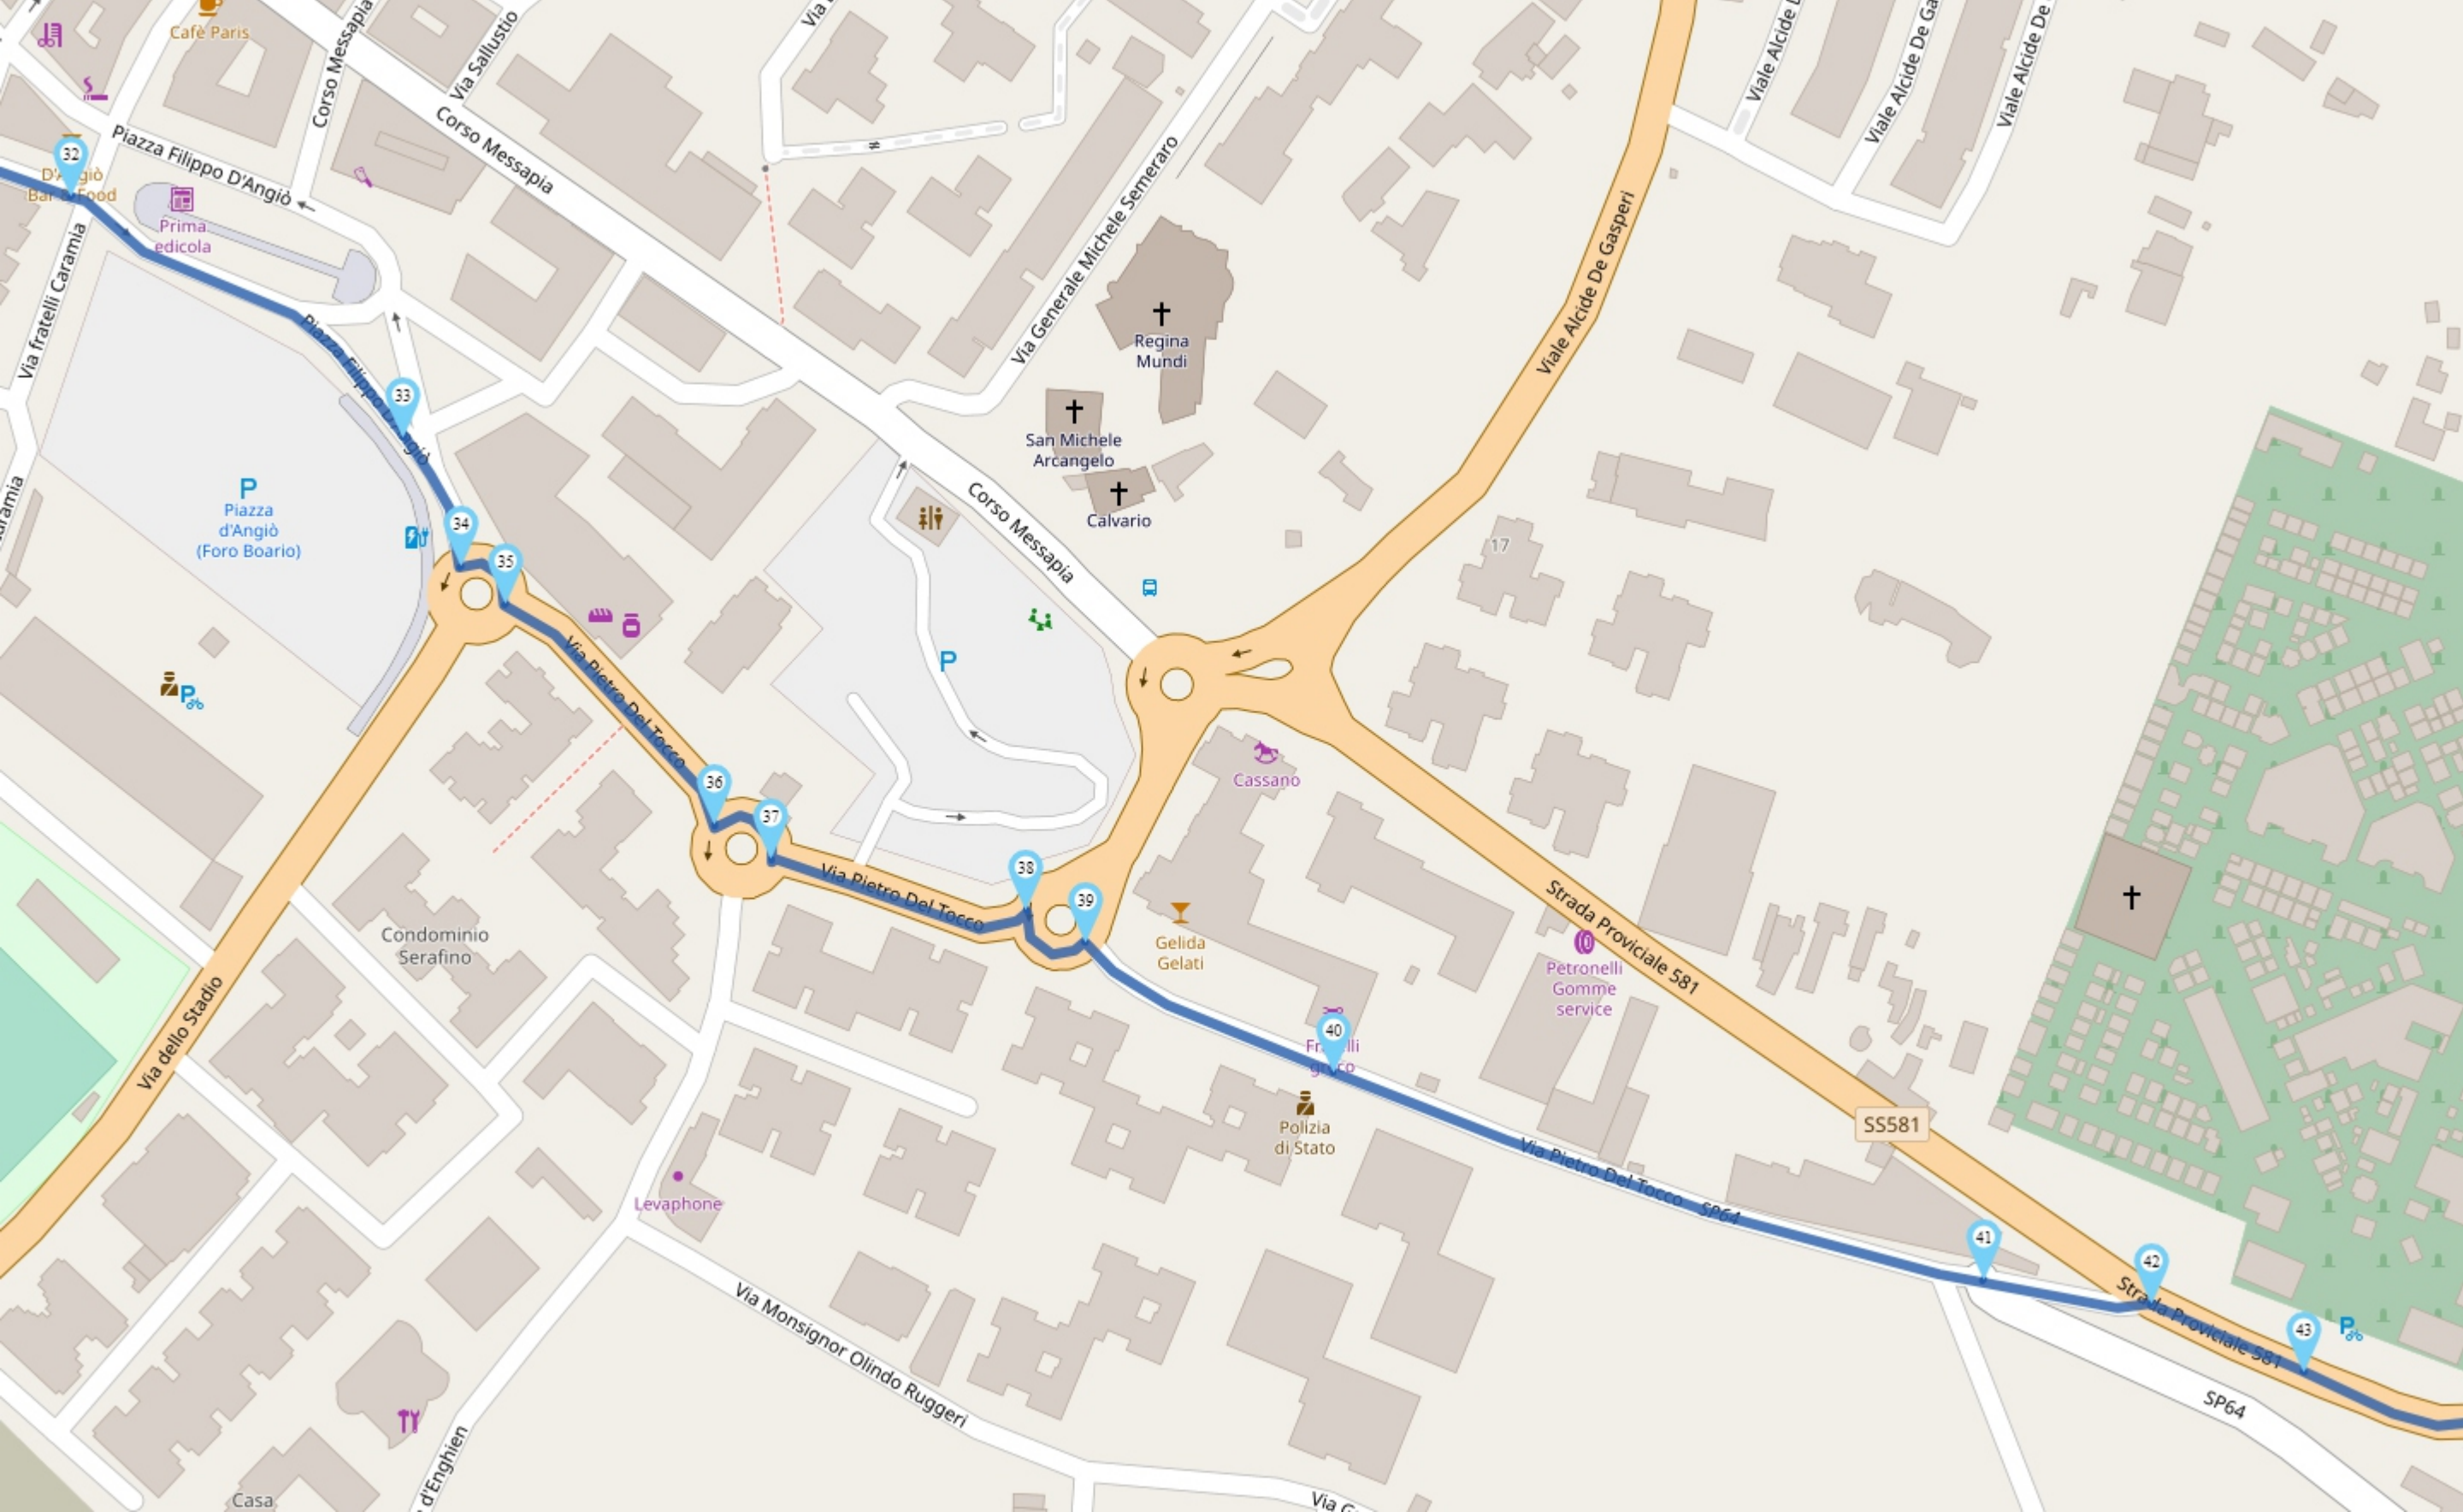 Cafè Paris
Corso Messapia
Via Sallustio
Via
Viale Alcide D
Viale Alcide De Ga
Viale Alcide De
Piazza Filippo D'Angiò
Corso Messapia
32
Bar & Food
Prima
edicola
Via fratelli Caramia
Via Generale Michele Semeraro
Viale Alcide De Gasperi
Regina
Mundi
Piazza Filippo D'Angiò
33
San Michele
Arcangelo
Calvario
P
Piazza
d'Angiò
(Foro Boario)
aramia
Corso Messapia
34
35
17
P
P
Via Pietro Del Tocco
36
37
Cassano
38
39
Via Pietro Del Tocco
Strada Proviciale 581
Condominio
Serafino
Gelida
Gelati
Petronelli
Gomme
service
Via dello Stadio
40
Polizia
di Stato
SS581
Via Pietro Del Tocco
SP64
Levaphone
41
42
Strada Proviciale 581
43
P
Via Monsignor Olindo Ruggeri
SP64
d'Enghien
Casa
Via G